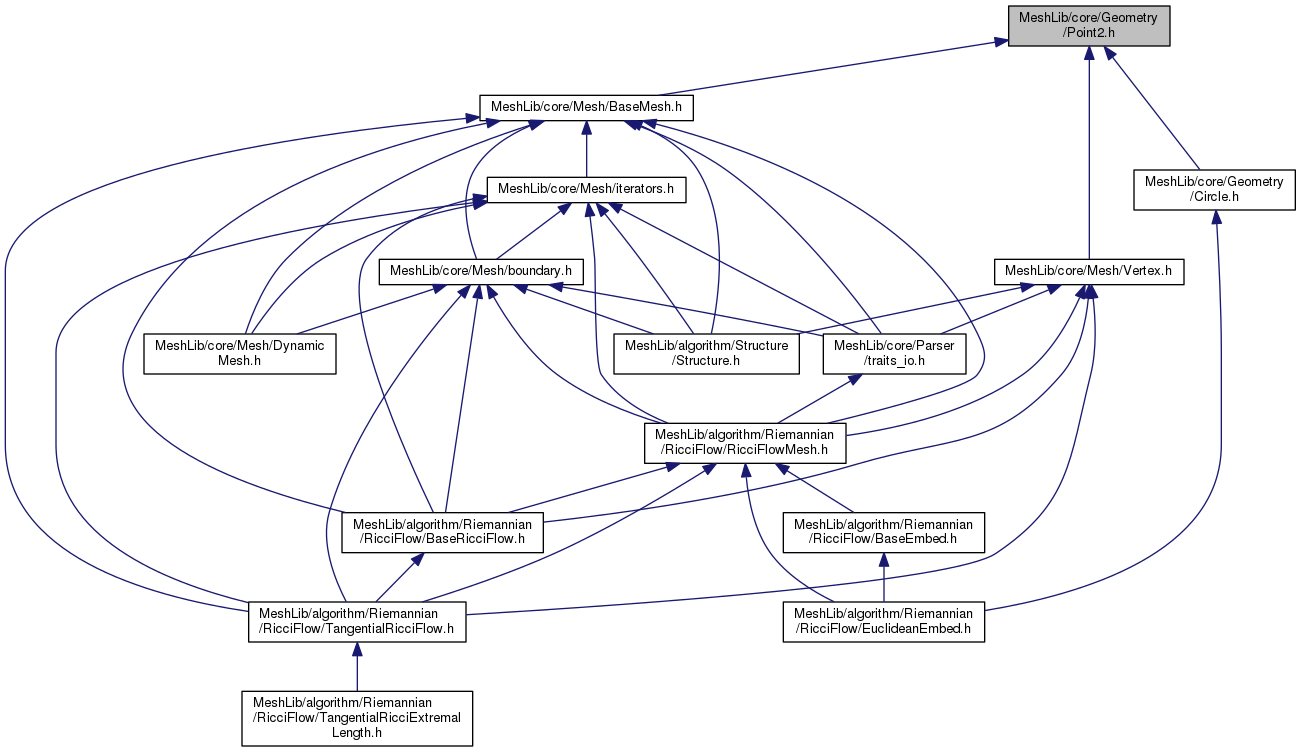 MeshLib/core/Geometry
/Point2.h
MeshLib/core/Mesh/BaseMesh.h
MeshLib/core/Mesh/iterators.h
MeshLib/core/Geometry
/Circle.h
MeshLib/core/Mesh/boundary.h
MeshLib/core/Mesh/Vertex.h
MeshLib/core/Mesh/Dynamic
Mesh.h
MeshLib/algorithm/Structure
/Structure.h
MeshLib/core/Parser
/traits_io.h
MeshLib/algorithm/Riemannian
/RicciFlow/RicciFlowMesh.h
MeshLib/algorithm/Riemannian
/RicciFlow/BaseRicciFlow.h
MeshLib/algorithm/Riemannian
/RicciFlow/BaseEmbed.h
MeshLib/algorithm/Riemannian
/RicciFlow/TangentialRicciFlow.h
MeshLib/algorithm/Riemannian
/RicciFlow/EuclideanEmbed.h
MeshLib/algorithm/Riemannian
/RicciFlow/TangentialRicciExtremal
Length.h